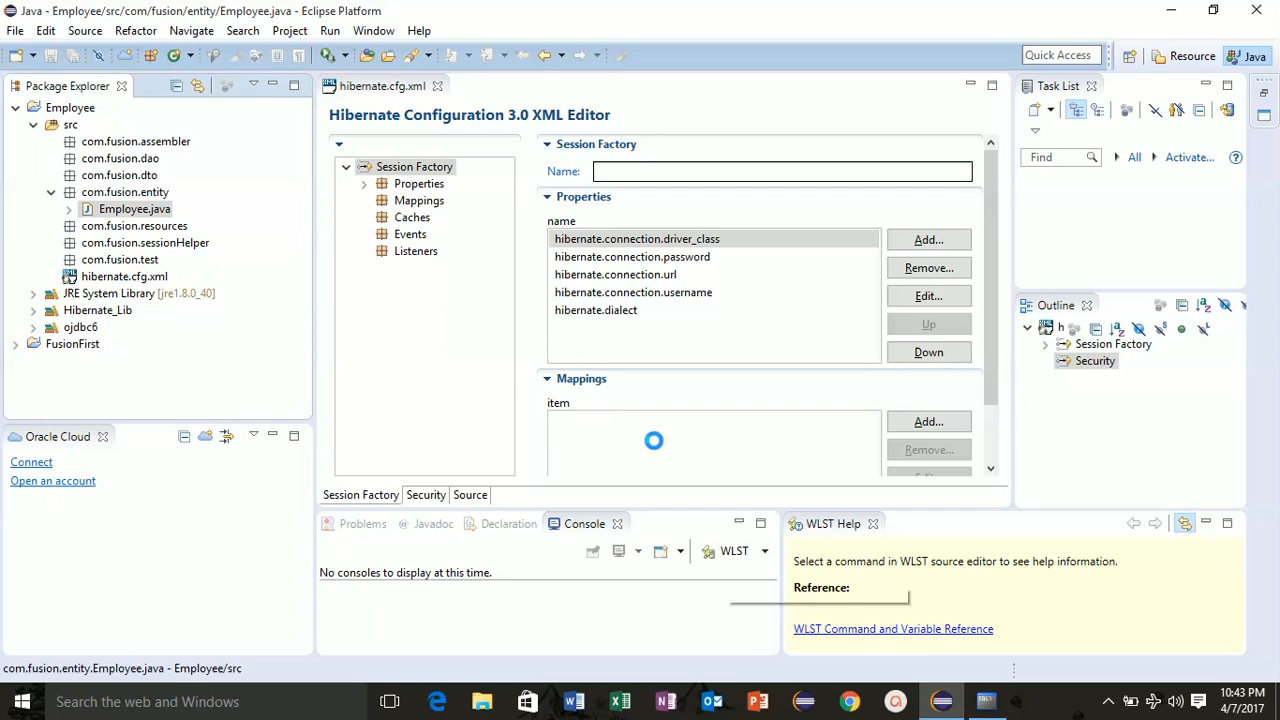 Java - Employee/src/com/fusion/entity/Employee.java - Eclipse Platform
File Edit Source Refactor Navigate Search Project Run Window Help
Quick Access
Resource
Java
Package Explorer
Employee
src
com.fusion.assembler
com.fusion.dao
com.fusion.dto
com.fusion.entity
Employee.java
com.fusion.resources
com.fusion.sessionHelper
com.fusion.test
hibernate.cfg.xml
JRE System Library [jre1.8.0_40]
Hibernate_Lib
ojdbc6
FusionFirst
Oracle Cloud
Connect
Open an account
hibernate.cfg.xml
Hibernate Configuration 3.0 XML Editor
Session Factory
Properties
Mappings
Caches
Events
Listeners
Session Factory
Name:
Properties
name
hibernate.connection.driver_class
hibernate.connection.password
hibernate.connection.url
hibernate.connection.username
hibernate.dialect
Add...
Remove...
Edit...
Up
Down
Mappings
item
Add...
Remove...
Session Factory Security Source
Problems Javadoc Declaration Console
WLST
No consoles to display at this time.
Task List
Find All Activate...
Outline
h
Session Factory
Security
WLST Help
Select a command in WLST source editor to see help information.
Reference:
WLST Command and Variable Reference
com.fusion.entity.Employee.java - Employee/src
Search the web and Windows
10:43 PM
4/7/2017